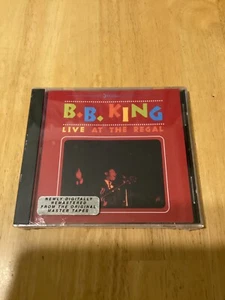 B.B. KING
LIVE AT THE REGAL
NEWLY DIGITALLY
REMASTERED
FROM THE ORIGINAL
MASTER TAPES